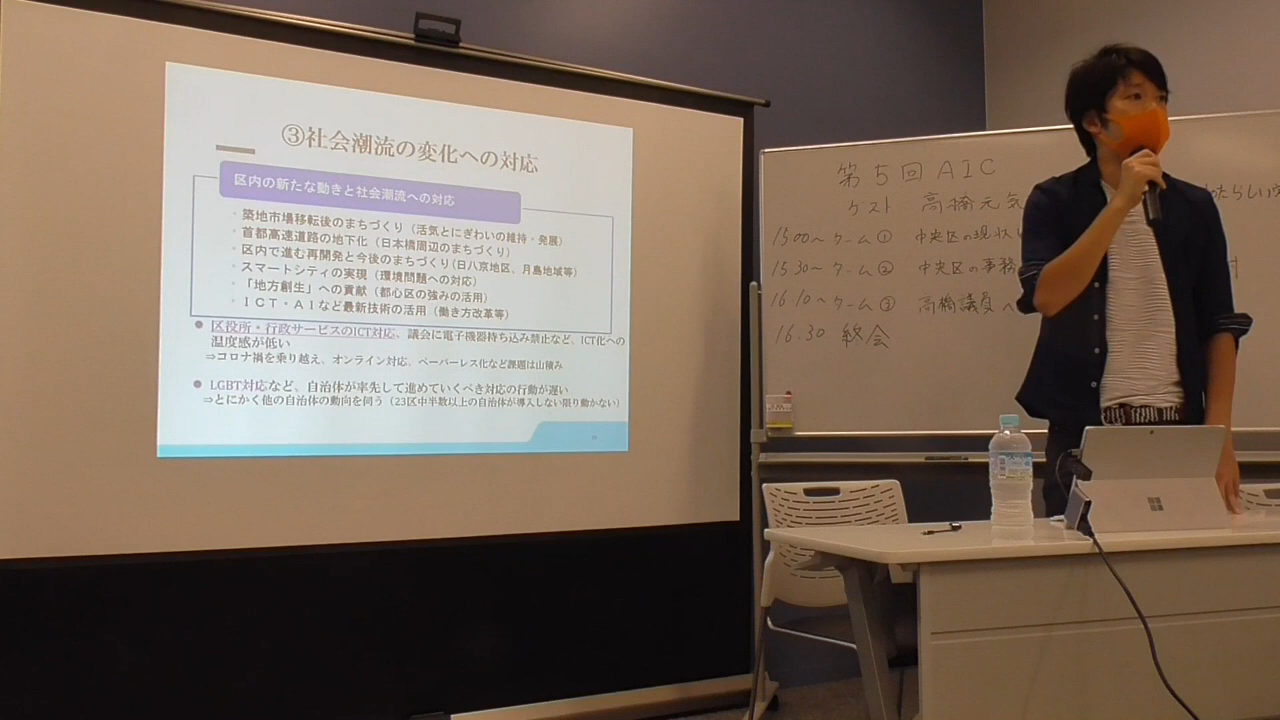 ③社会潮流の変化への対応
区内の新たな動きと社会潮流への対応
・築地市場移転後のまちづくり（活気とにぎわいの維持・発展）
・首都高速道路の地下化（日本橋周辺のまちづくり）
・区内で進む再開発と今後のまちづくり(日八京地区、月島地域等)
・スマートシティの実現（環境問題への対応）
・「地方創生」への貢献（都心区の強みの活用）
・ＩＣＴ・ＡＩなど最新技術の活用（働き方改革等）
● 区役所・行政サービスのICT対応、議会に電子機器持ち込み禁止など、ICT化への
温度感が低い
⇒コロナ禍を乗り越え、オンライン対応、ペーパーレス化など課題は山積み
● LGBT対応など、自治体が率先して進めていくべき対応の行動が遅い
⇒とにかく他の自治体の動向を伺う（23区中半数以上の自治体が導入しない限り動かない）
第5回AIC
ゲスト 高橋元気
15:00〜 ゲーム① 中央区の現状
15:30〜 ゲーム② 中央区の事務
16:10〜 ゲーム③ 高橋議員へ
16:30 終会